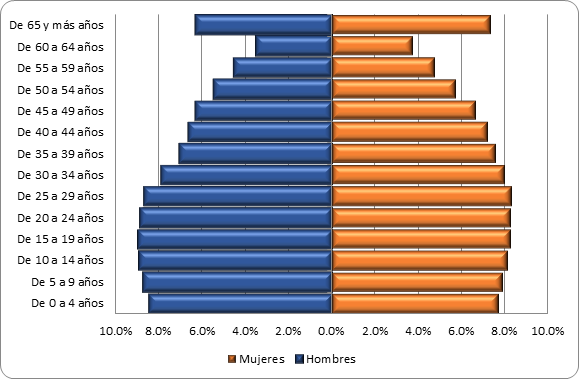 De 65 y más años
De 60 a 64 años
De 55 a 59 años
De 50 a 54 años
De 45 a 49 años
De 40 a 44 años
De 35 a 39 años
De 30 a 34 años
De 25 a 29 años
De 20 a 24 años
De 15 a 19 años
De 10 a 14 años
De 5 a 9 años
De 0 a 4 años
10.0% 8.0% 6.0% 4.0% 2.0% 0.0% 2.0% 4.0% 6.0% 8.0% 10.0%
Mujeres Hombres